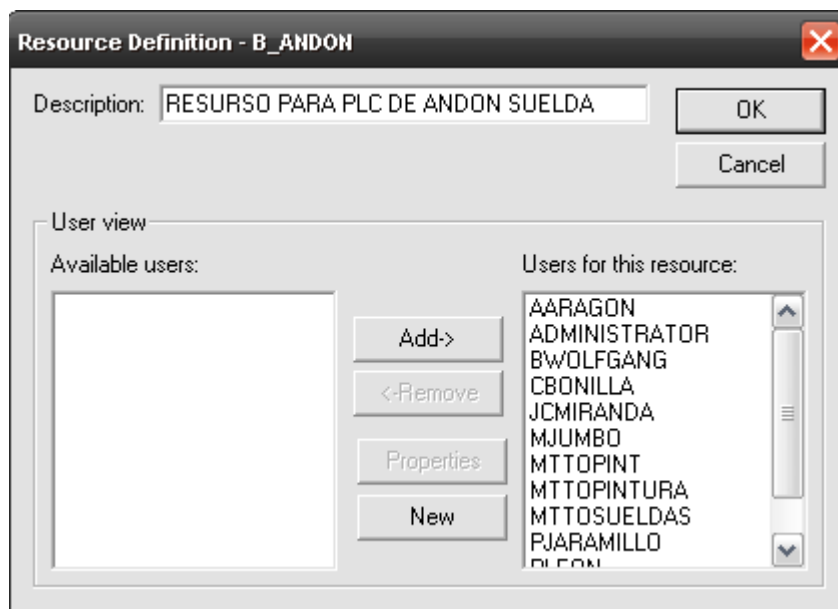 Resource Definition - B_ANDON
Description: RESURSO PARA PLC DE ANDON SUELDA
OK
Cancel
User view
Available users:
Users for this resource:
Add->
<-Remove
Properties
New
AARAGON
ADMINISTRATOR
BWOLFGANG
CBONILLA
JCMIRANDA
MJUMBO
MTTOPINT
MTTOPINTURA
MTTOSUELDAS
PJARAMILLO